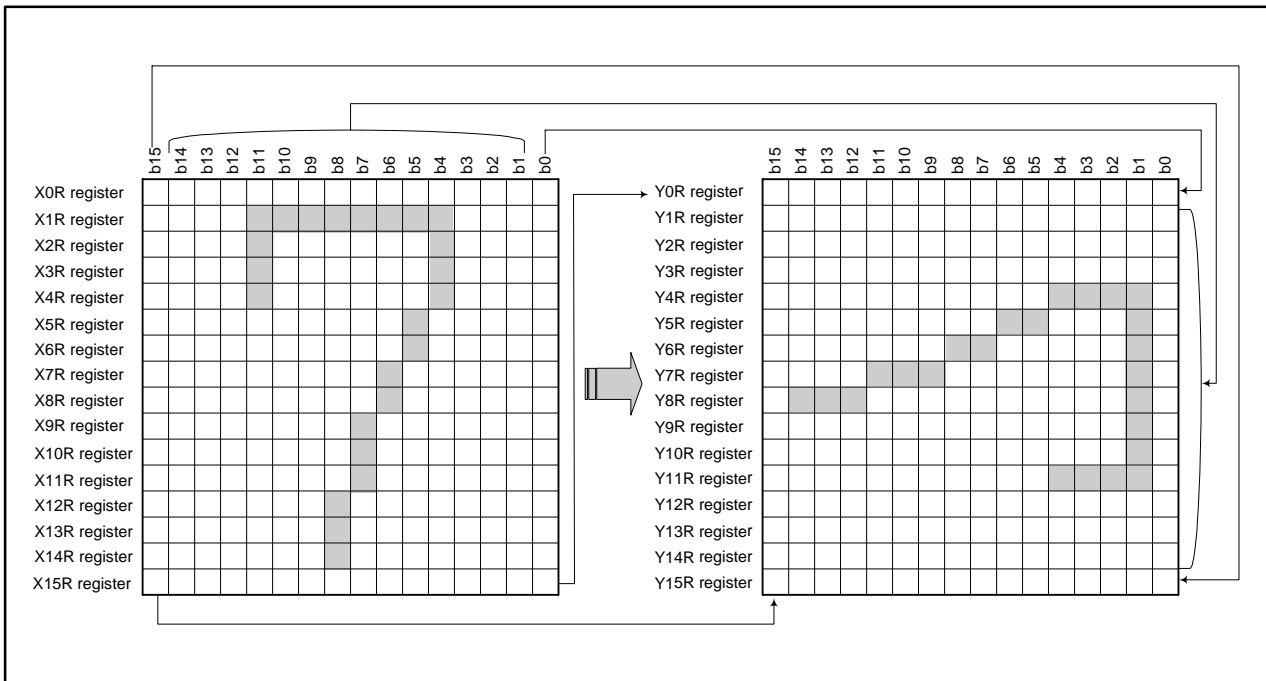 b15 b14 b13 b12 b11 b10 b9 b8 b7 b6 b5 b4 b3 b2 b1 b0
X0R register
X1R register
X2R register
X3R register
X4R register
X5R register
X6R register
X7R register
X8R register
X9R register
X10R register
X11R register
X12R register
X13R register
X14R register
X15R register
b15 b14 b13 b12 b11 b10 b9 b8 b7 b6 b5 b4 b3 b2 b1 b0
Y0R register
Y1R register
Y2R register
Y3R register
Y4R register
Y5R register
Y6R register
Y7R register
Y8R register
Y9R register
Y10R register
Y11R register
Y12R register
Y13R register
Y14R register
Y15R register